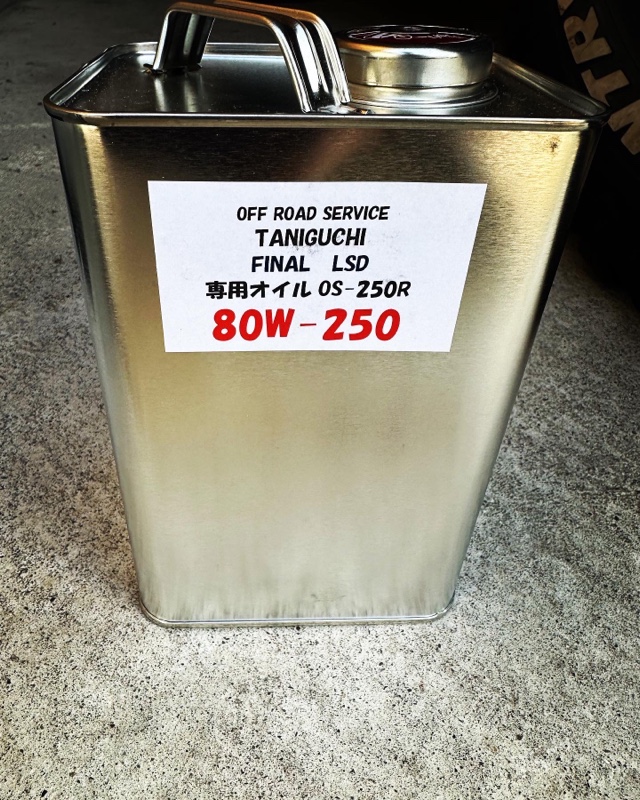 OFF ROAD SERVICE
TANIGUCHI
FINAL LSD
専用オイル OS-250R
80W-250